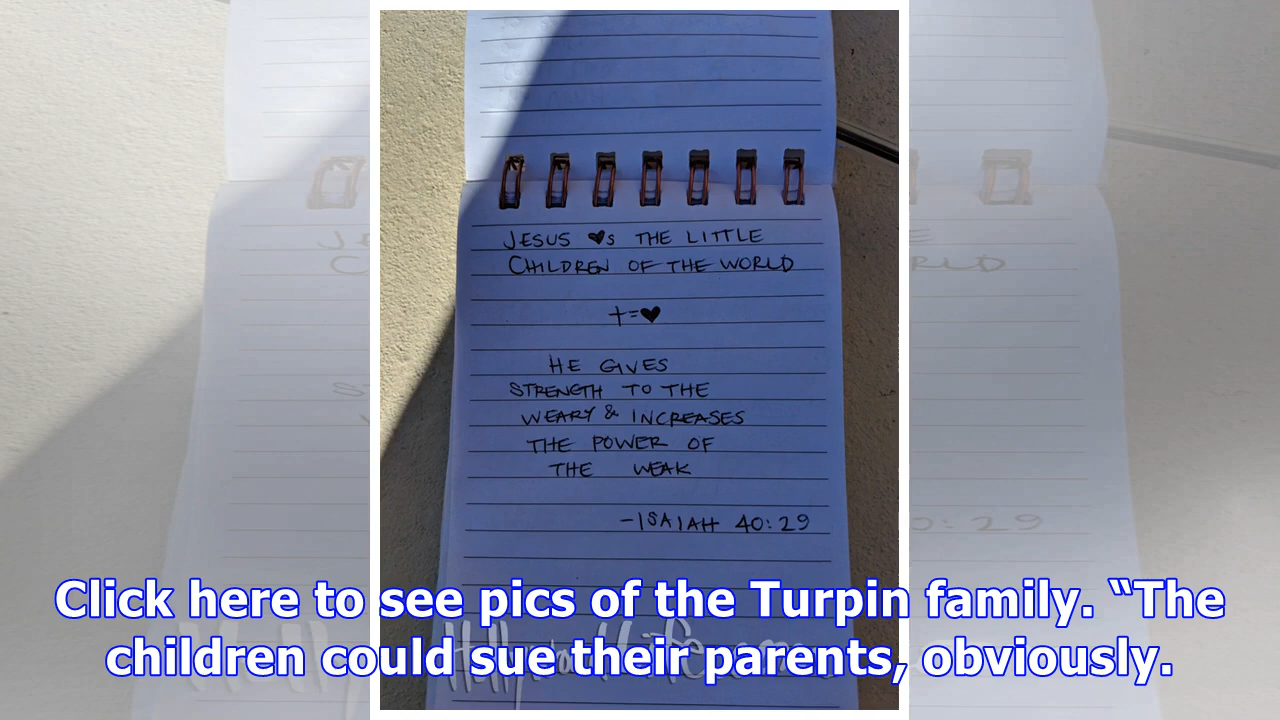 JESUS ♥s THE LITTLE
CHILDREN OF THE WORLD
+=♥
HE GIVES
STRENGTH TO THE
WEARY & INCREASES
THE POWER OF
THE WEAK
-ISAIAH 40:29
Click here to see pics of the Turpin family. “The
children could sue their parents, obviously.